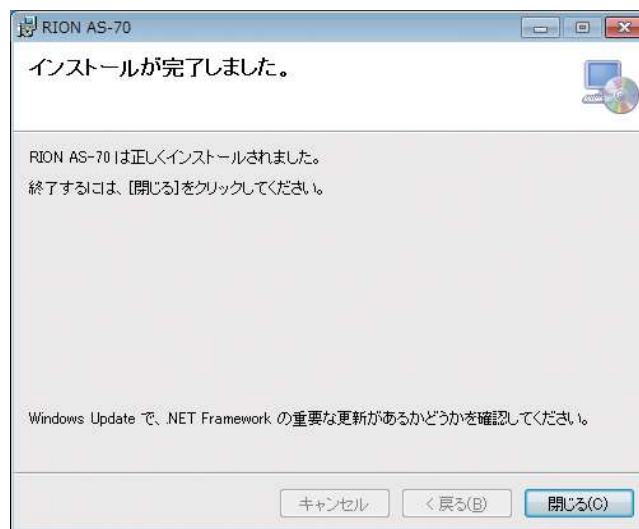 RION AS-70
インストールが完了しました。
RION AS-70 は正しくインストールされました。
終了するには、[閉じる]をクリックしてください。
Windows Update で、.NET Framework の重要な更新があるかどうかを確認してください。
キャンセル
< 戻る(B)
閉じる(C)